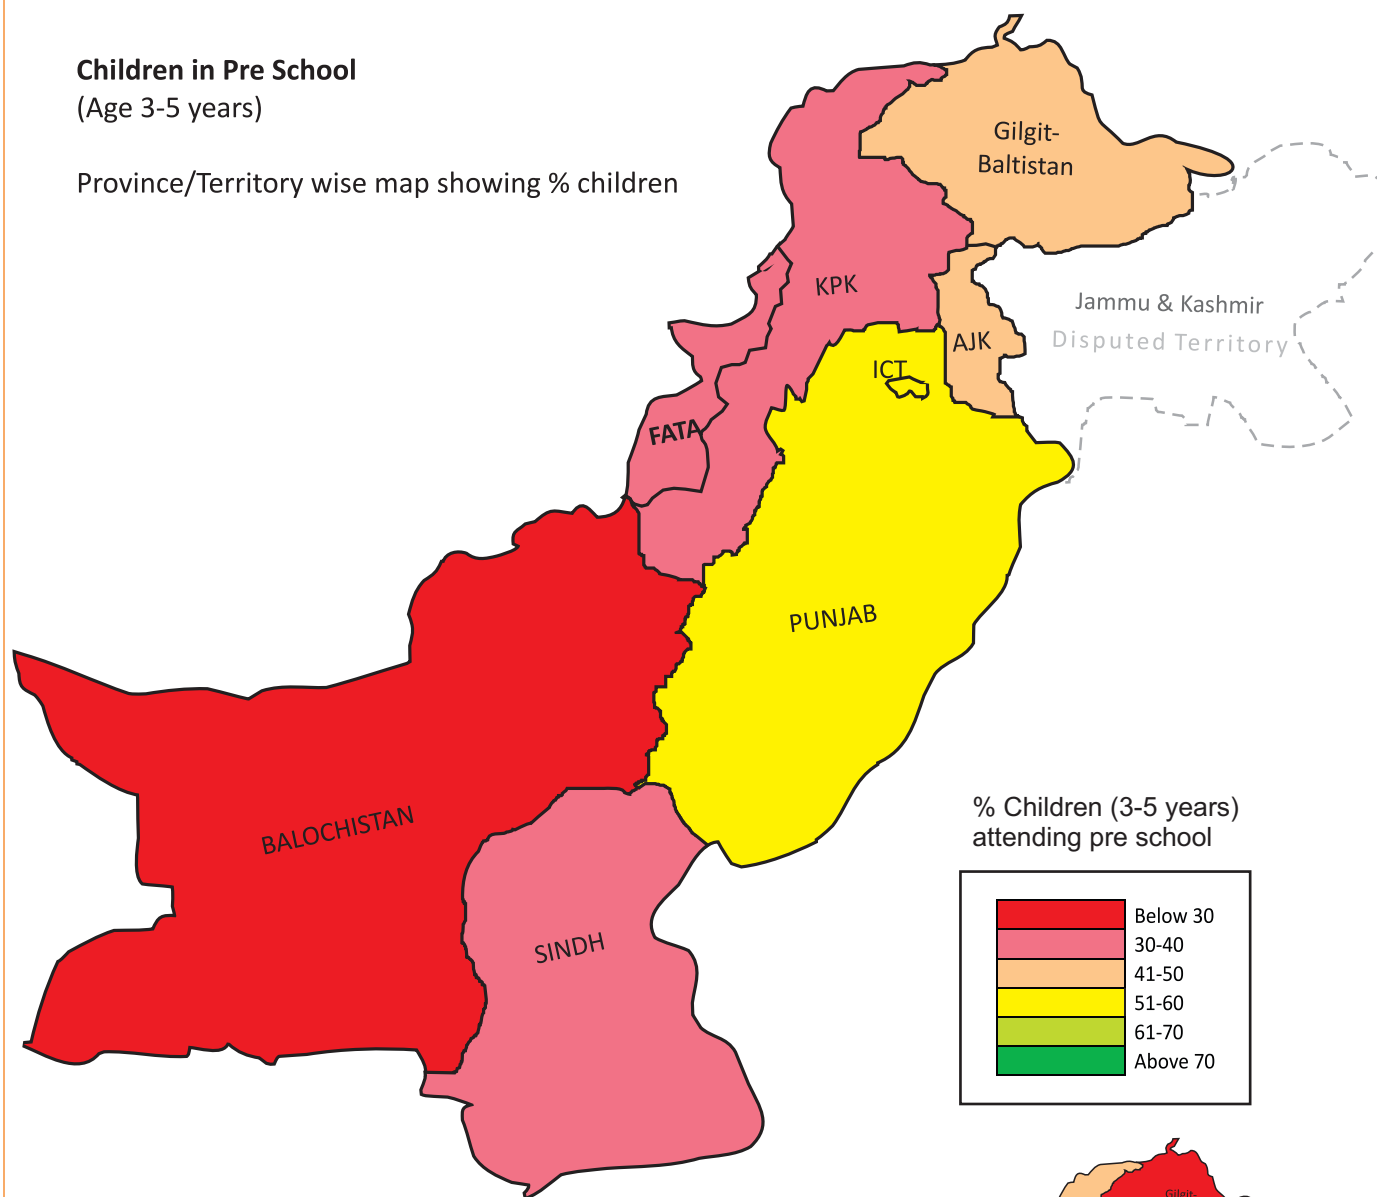 Children in Pre School
(Age 3-5 years)
Province/Territory wise map showing % children
Gilgit-
Baltistan
KPK
Jammu & Kashmir
Disputed Territory
AJK
ICT
FATA
PUNJAB
BALOCHISTAN
SINDH
% Children (3-5 years)
attending pre school
Below 30
30-40
41-50
51-60
61-70
Above 70
Gilgit-